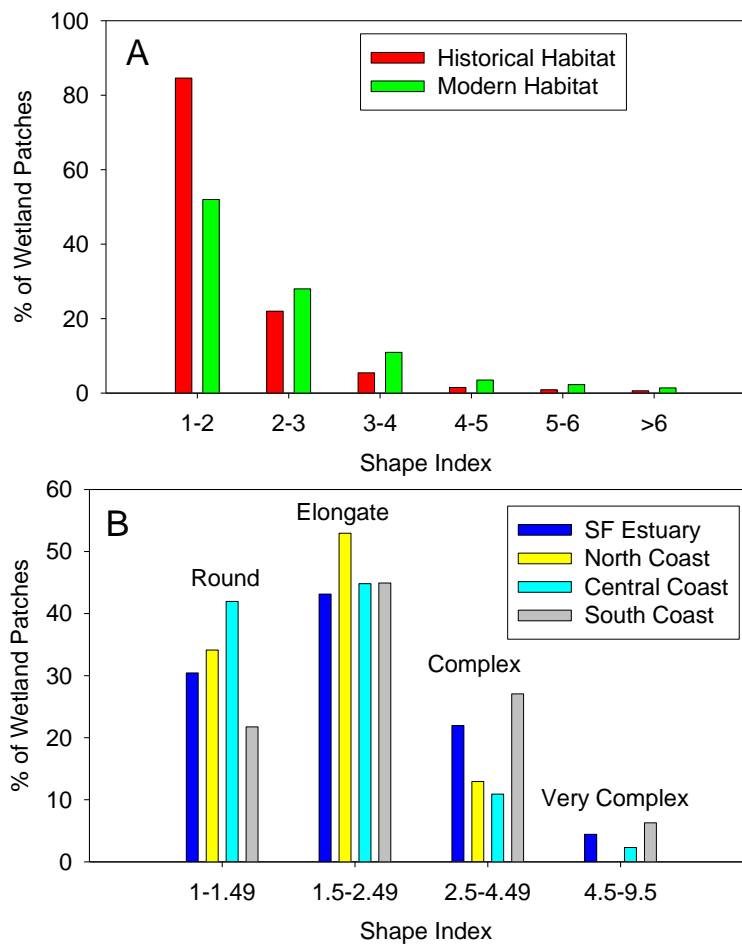 A
Historical Habitat
Modern Habitat
% of Wetland Patches
100
80
60
40
20
0
1-2 2-3 3-4 4-5 5-6 >6
Shape Index
B
SF Estuary
North Coast
Central Coast
South Coast
Round
Elongate
Complex
Very Complex
% of Wetland Patches
60
50
40
30
20
10
0
1-1.49 1.5-2.49 2.5-4.49 4.5-9.5
Shape Index